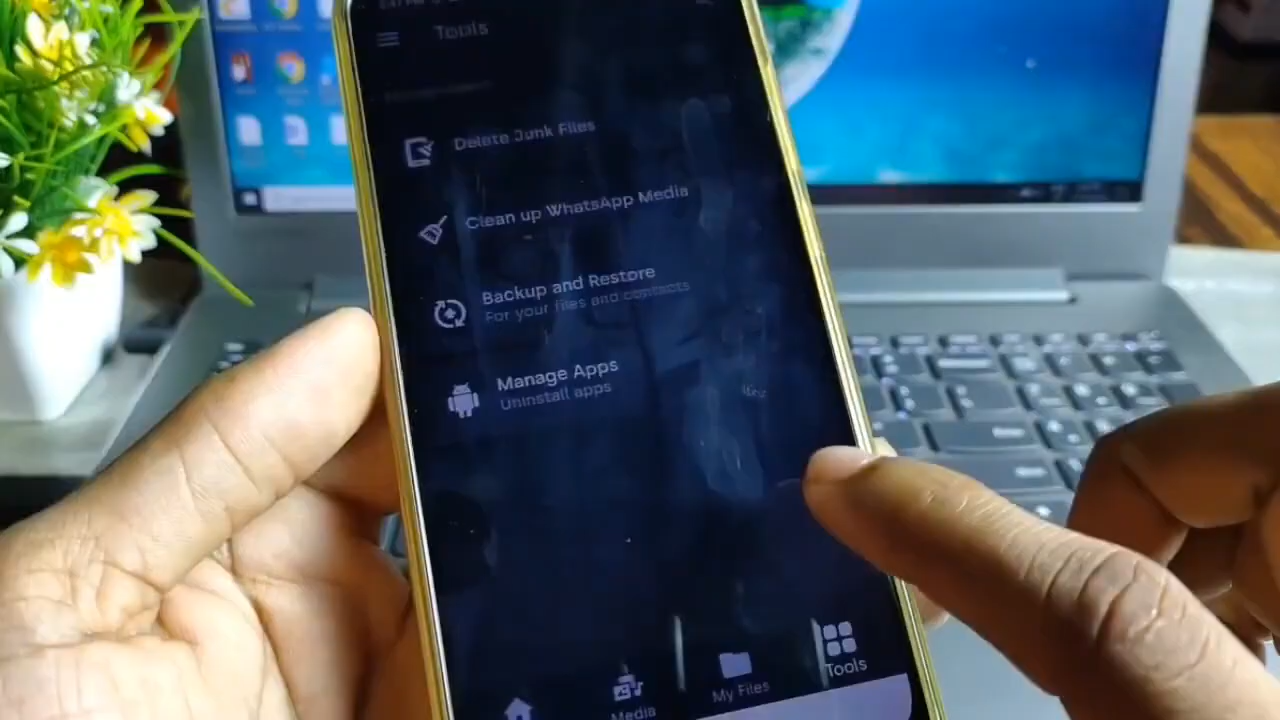 Tools
Delete Junk Files
Clean up WhatsApp Media
Backup and Restore
For your files and contacts
Manage Apps
Uninstall apps
Media
My Files
Tools